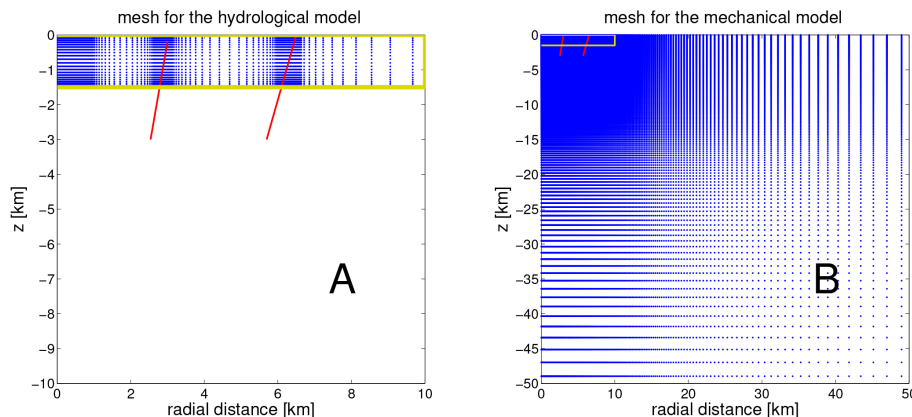 mesh for the hydrological model
0
−1
−2
−3
−4
−5
−6
−7
−8
−9
−10
z [km]
A
0 2 4 6 8 10
radial distance [km]
mesh for the mechanical model
0
−5
−10
−15
−20
−25
−30
−35
−40
−45
−50
z [km]
B
0 10 20 30 40 50
radial distance [km]